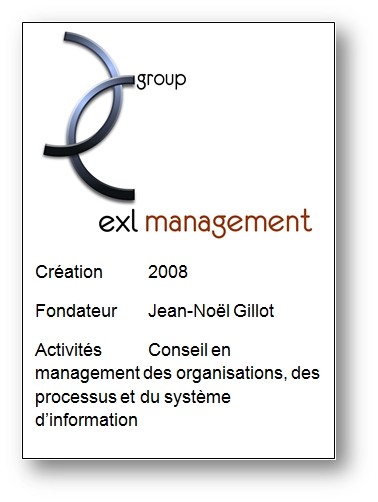 group
exl management
Création 2008
Fondateur Jean-Noël Gillot
Activités Conseil en
management des organisations, des
processus et du système
d’information